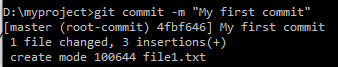 D:\myproject>git commit -m "My first commit"
[master (root-commit) 4fbf646] My first commit
 1 file changed, 3 insertions(+)
 create mode 100644 file1.txt